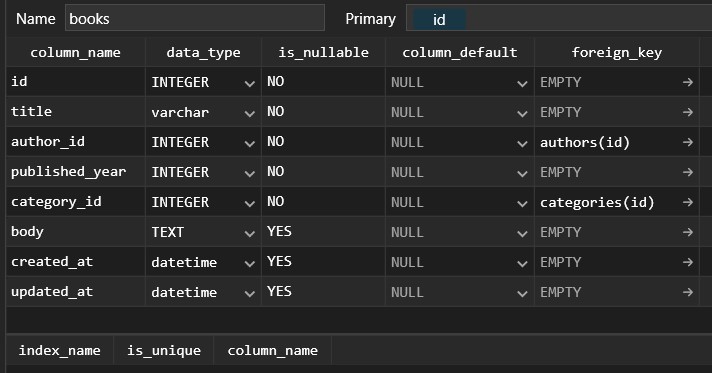 Name books Primary id
column_name data_type is_nullable column_default foreign_key
id INTEGER NO NULL EMPTY
title varchar NO NULL EMPTY
author_id INTEGER NO NULL authors(id)
published_year INTEGER NO NULL EMPTY
category_id INTEGER NO NULL categories(id)
body TEXT YES NULL EMPTY
created_at datetime YES NULL EMPTY
updated_at datetime YES NULL EMPTY
index_name is_unique column_name